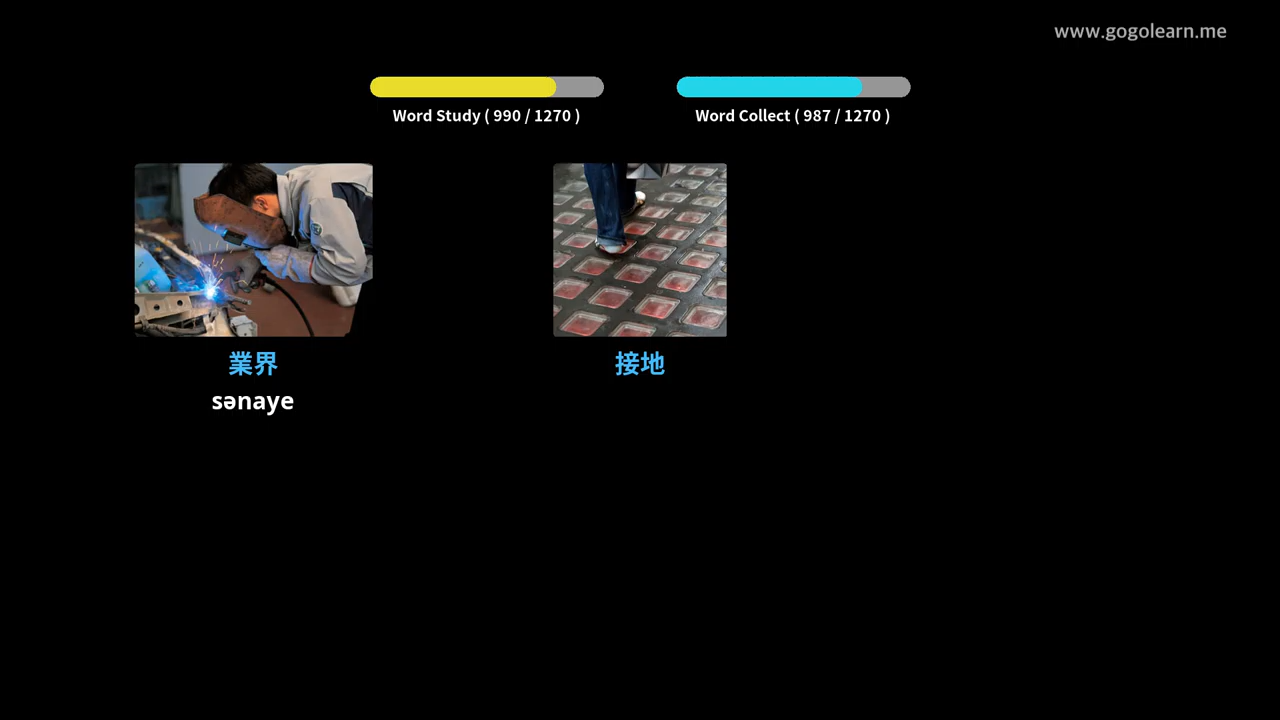 www.gogolearn.me
Word Study ( 990 / 1270 )
Word Collect ( 987 / 1270 )
業界
sənaye
接地